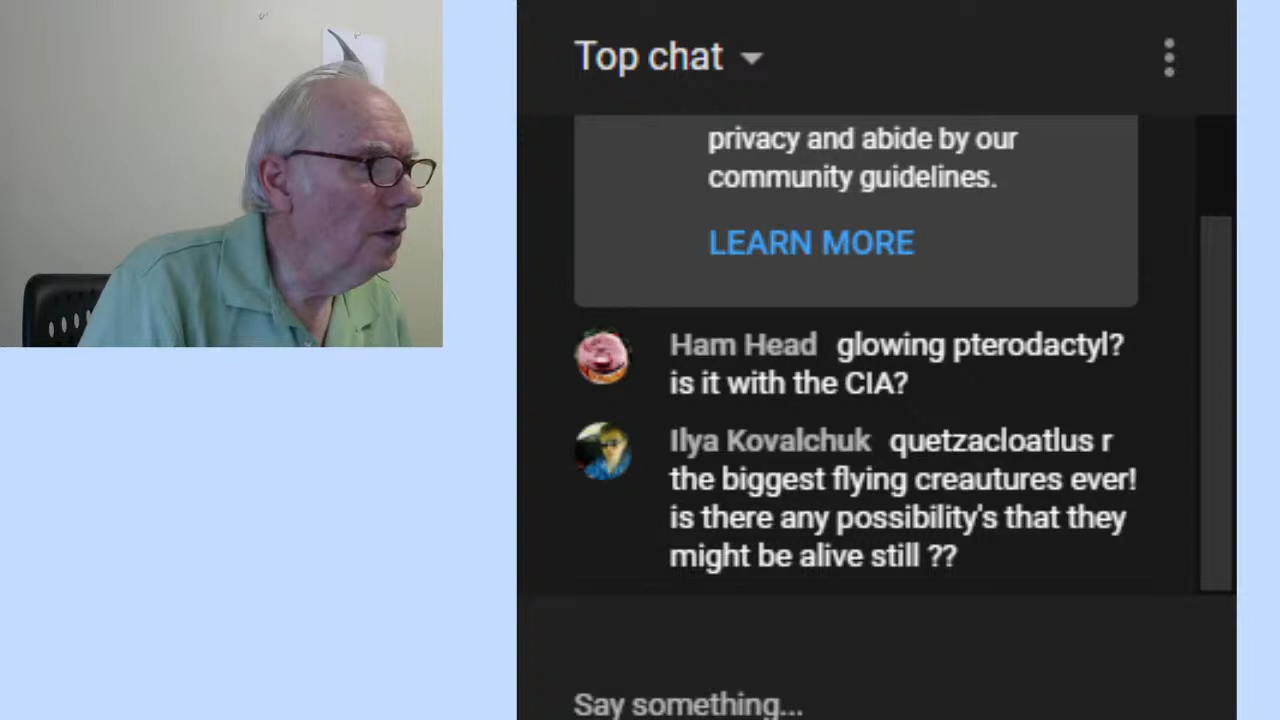 Top chat
privacy and abide by our
community guidelines.
LEARN MORE
Ham Head glowing pterodactyl?
is it with the CIA?
Ilya Kovalchuk quetzacloatlus r
the biggest flying creautures ever!
is there any possibility's that they
might be alive still ??
Say something...